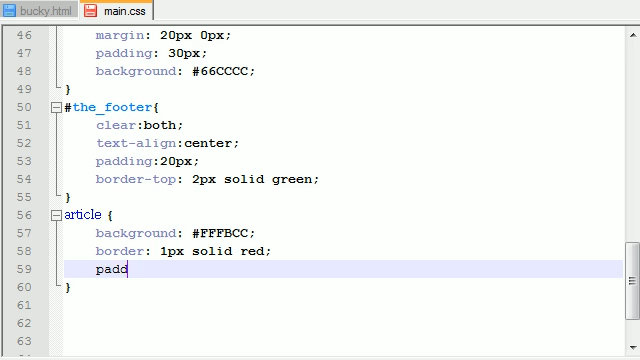 bucky.html main.css
46 margin: 20px 0px;
47 padding: 30px;
48 background: #66CCCC;
49 }
50 #the_footer{
51 clear:both;
52 text-align:center;
53 padding:20px;
54 border-top: 2px solid green;
55 }
56 article {
57 background: #FFFBCC;
58 border: 1px solid red;
59 padd
60 }
61
62
63